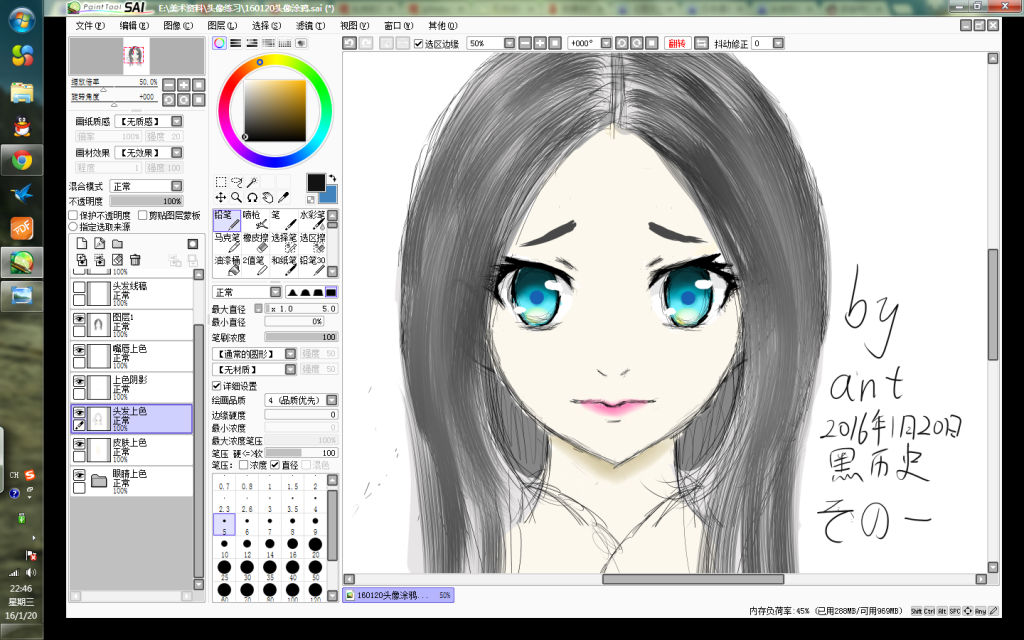 PaintTool SAI E:\美术资料\头像练习\160120头像涂鸦.sai (*)
文件(F) 编辑(E) 图像(C) 图层(L) 选择(S) 滤镜(T) 视图(V) 窗口(W) 其他(O)
选区边缘 50% +000° 翻转 抖动修正 0
缩放倍率 50.0%
旋转角度 +000
画纸质感 【无质感】
倍率 100% 强度 20
画材效果 【无效果】
程度 1 强度 100
混合模式 正常
不透明度 100%
保护不透明度 剪贴图层蒙板
指定选取来源
100%
头发线稿
正常
100%
图层1
正常
100%
嘴唇上色
正常
100%
上色阴影
正常
100%
头发上色
正常
100%
皮肤上色
正常
100%
眼睛上色
正常
100%
铅笔 喷枪 笔 水彩笔
马克笔 橡皮擦 选择笔 选区擦
油漆桶 2值笔 和纸笔 铅笔30
正常
最大直径 x 1.0 5.0
最小直径 0%
笔刷浓度 100
【通常的圆形】 强度 50
【无材质】 强度 50
详细设置
绘画品质 4 (品质优先)
边缘硬度 0
最小浓度 0
最大浓度笔压 100%
笔压 硬<=>软 100
笔压: 浓度 直径 混色
0.7 0.8 1 1.5 2
2.3 2.6 3 3.5 4
5 6 7 8 9
10 12 14 16 20
25 30 35 40 50
60 70 80 100 120
by
ant
2016年1月20日
黑历史
その一
160120头像涂鸦... 50%
内存负荷率: 45% (已用288MB/可用969MB) Shft Ctrl Alt SPC Any
PDF
CH
22:46
星期三
16/1/20